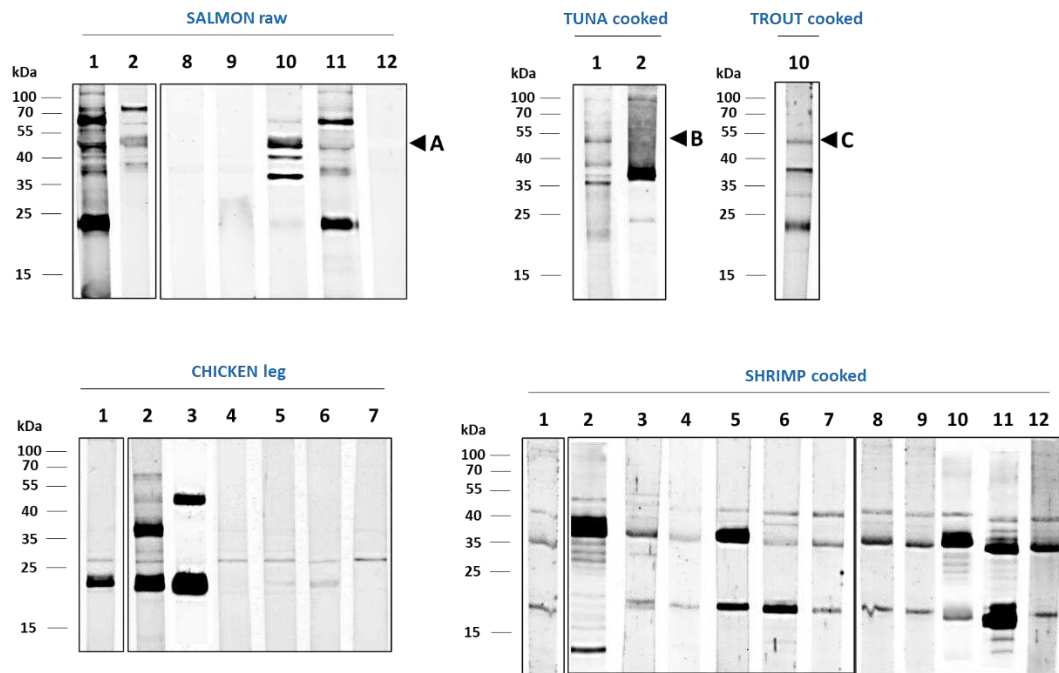 SALMON raw
1 2 8 9 10 11 12
kDa
100
70
55
40
35
25
15
A
TUNA cooked
1 2
kDa
100
70
55
40
35
25
15
B
TROUT cooked
10
kDa
100
70
55
40
35
25
15
C
CHICKEN leg
1 2 3 4 5 6 7
kDa
100
70
55
40
35
25
15
SHRIMP cooked
1 2 3 4 5 6 7 8 9 10 11 12
kDa
100
70
55
40
35
25
15